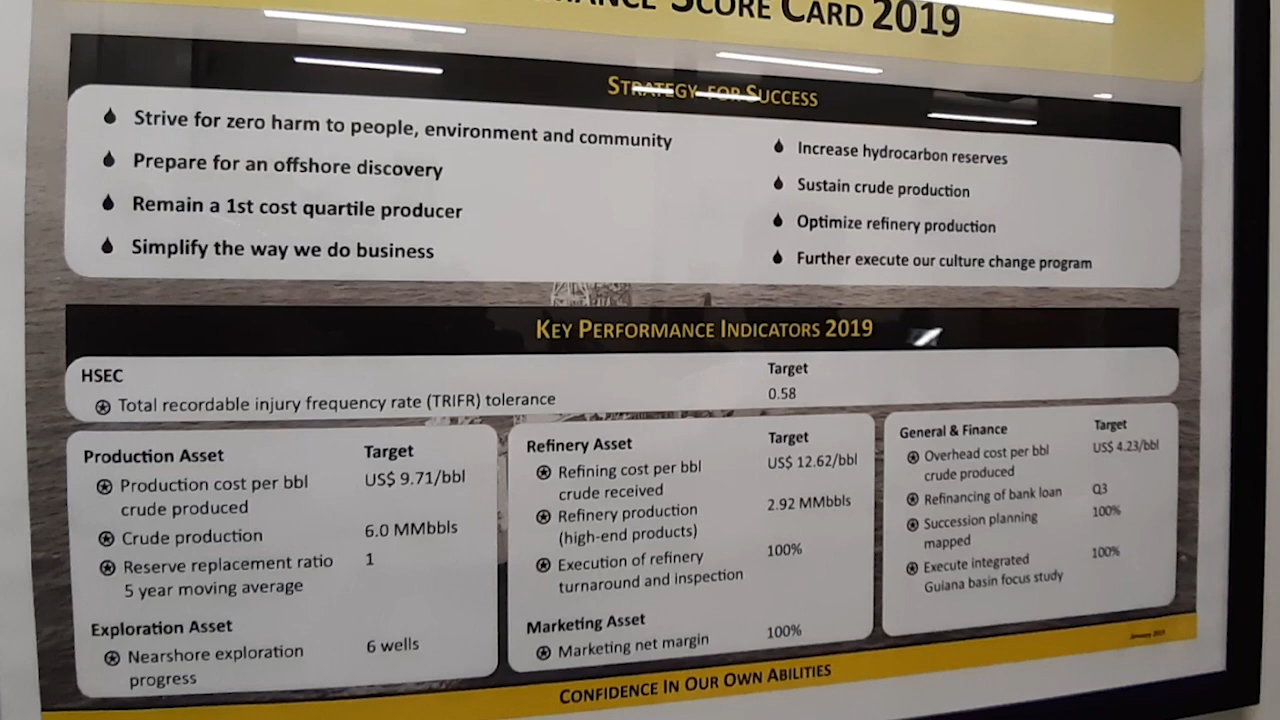 SCORE CARD 2019
STRATEGY FOR SUCCESS
Strive for zero harm to people, environment and community
Prepare for an offshore discovery
Remain a 1st cost quartile producer
Simplify the way we do business
Increase hydrocarbon reserves
Sustain crude production
Optimize refinery production
Further execute our culture change program
KEY PERFORMANCE INDICATORS 2019
HSEC Target
Total recordable injury frequency rate (TRIFR) tolerance 0.58
Production Asset Target
Production cost per bbl US$ 9.71/bbl
crude produced
Crude production 6.0 MMbbls
Reserve replacement ratio 1
5 year moving average
Exploration Asset
Nearshore exploration 6 wells
progress
Refinery Asset Target
Refining cost per bbl US$ 12.62/bbl
crude received
Refinery production 2.92 MMbbls
(high-end products)
Execution of refinery 100%
turnaround and inspection
Marketing Asset
Marketing net margin 100%
General & Finance Target
Overhead cost per bbl US$ 4.23/bbl
crude produced
Refinancing of bank loan Q3
Succession planning 100%
mapped
Execute integrated 100%
Guiana basin focus study
January 2019
CONFIDENCE IN OUR OWN ABILITIES